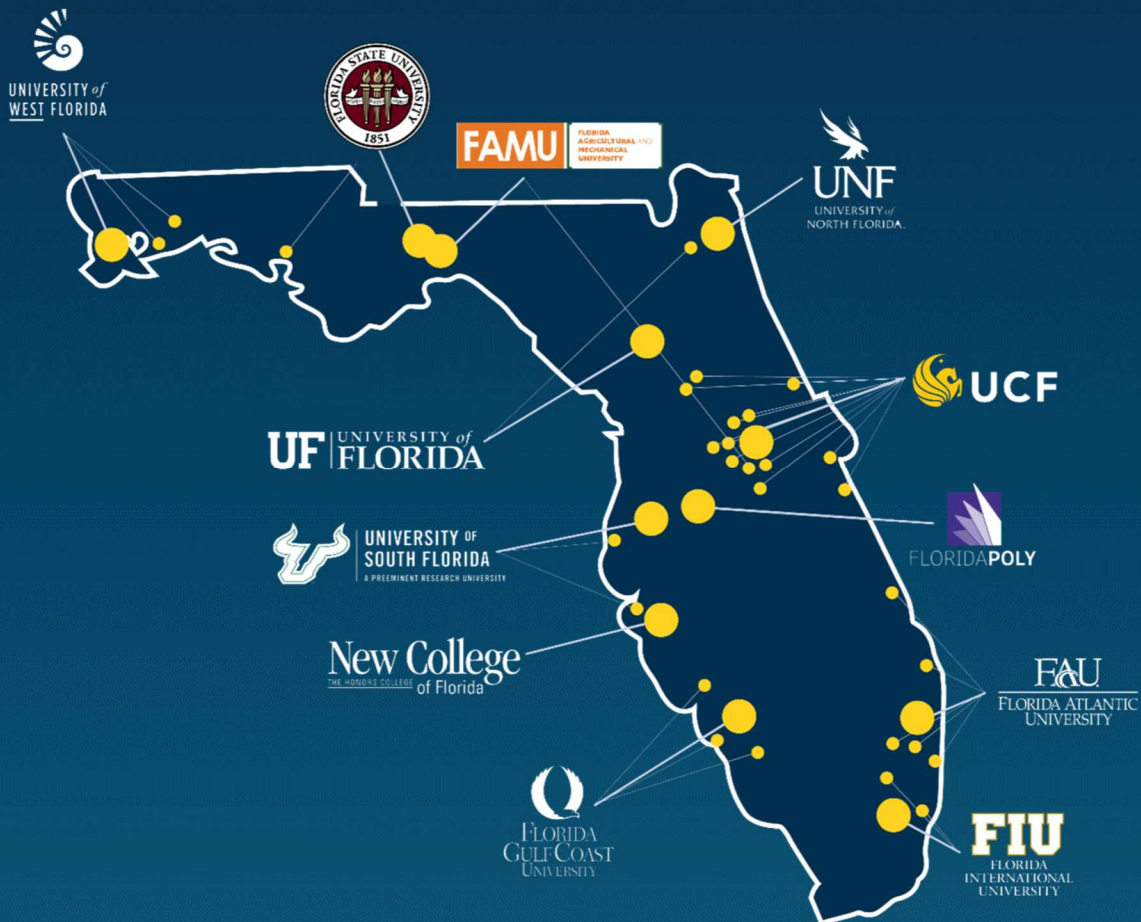 UNIVERSITY of
WEST FLORIDA
FLORIDA STATE UNIVERSITY
1851
FAMU
FLORIDA
AGRICULTURAL AND
MECHANICAL
UNIVERSITY
UNF
UNIVERSITY of
NORTH FLORIDA.
UCF
UF
UNIVERSITY of
FLORIDA
UNIVERSITY OF
SOUTH FLORIDA
A PREEMINENT RESEARCH UNIVERSITY
FLORIDAPOLY
New College
THE HONORS COLLEGE of Florida
FAU
FLORIDA ATLANTIC
UNIVERSITY
FLORIDA
GULF COAST
UNIVERSITY
FIU
FLORIDA
INTERNATIONAL
UNIVERSITY